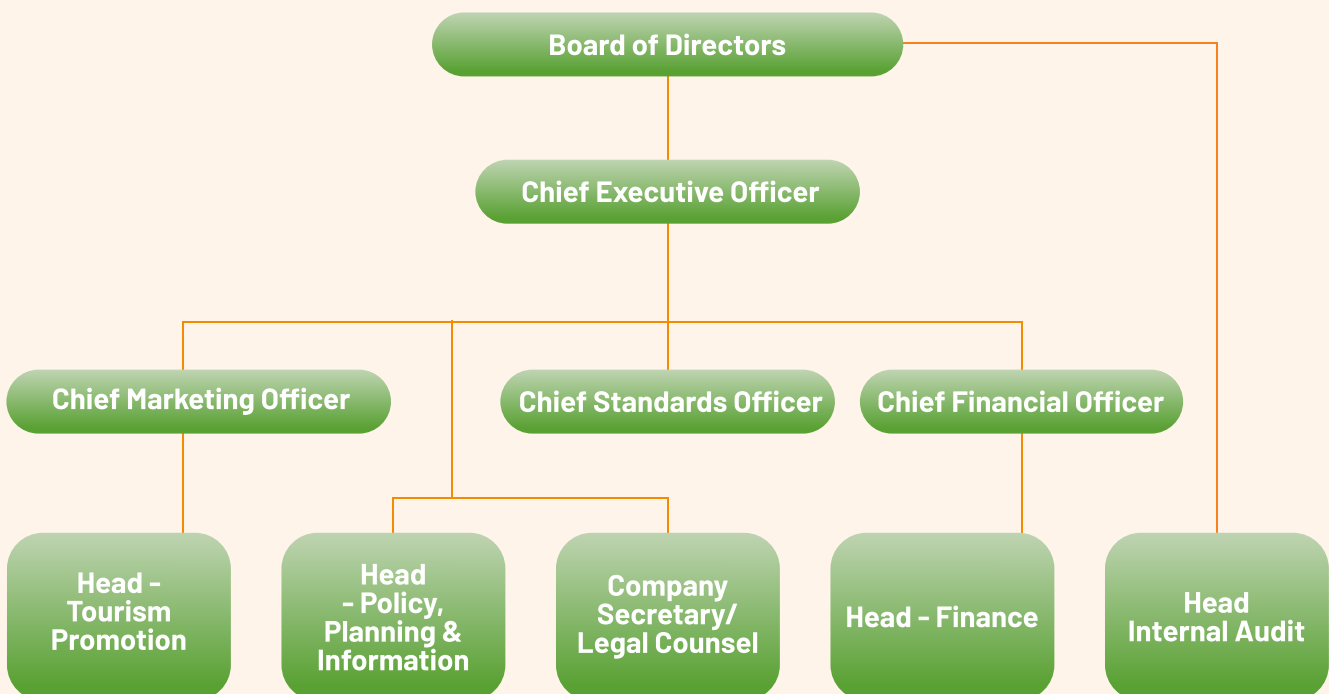 Board of Directors
Chief Executive Officer
Chief Marketing Officer
Chief Standards Officer
Chief Financial Officer
Head -
Tourism
Promotion
Head
- Policy,
Planning &
Information
Company
Secretary/
Legal Counsel
Head - Finance
Head
Internal Audit